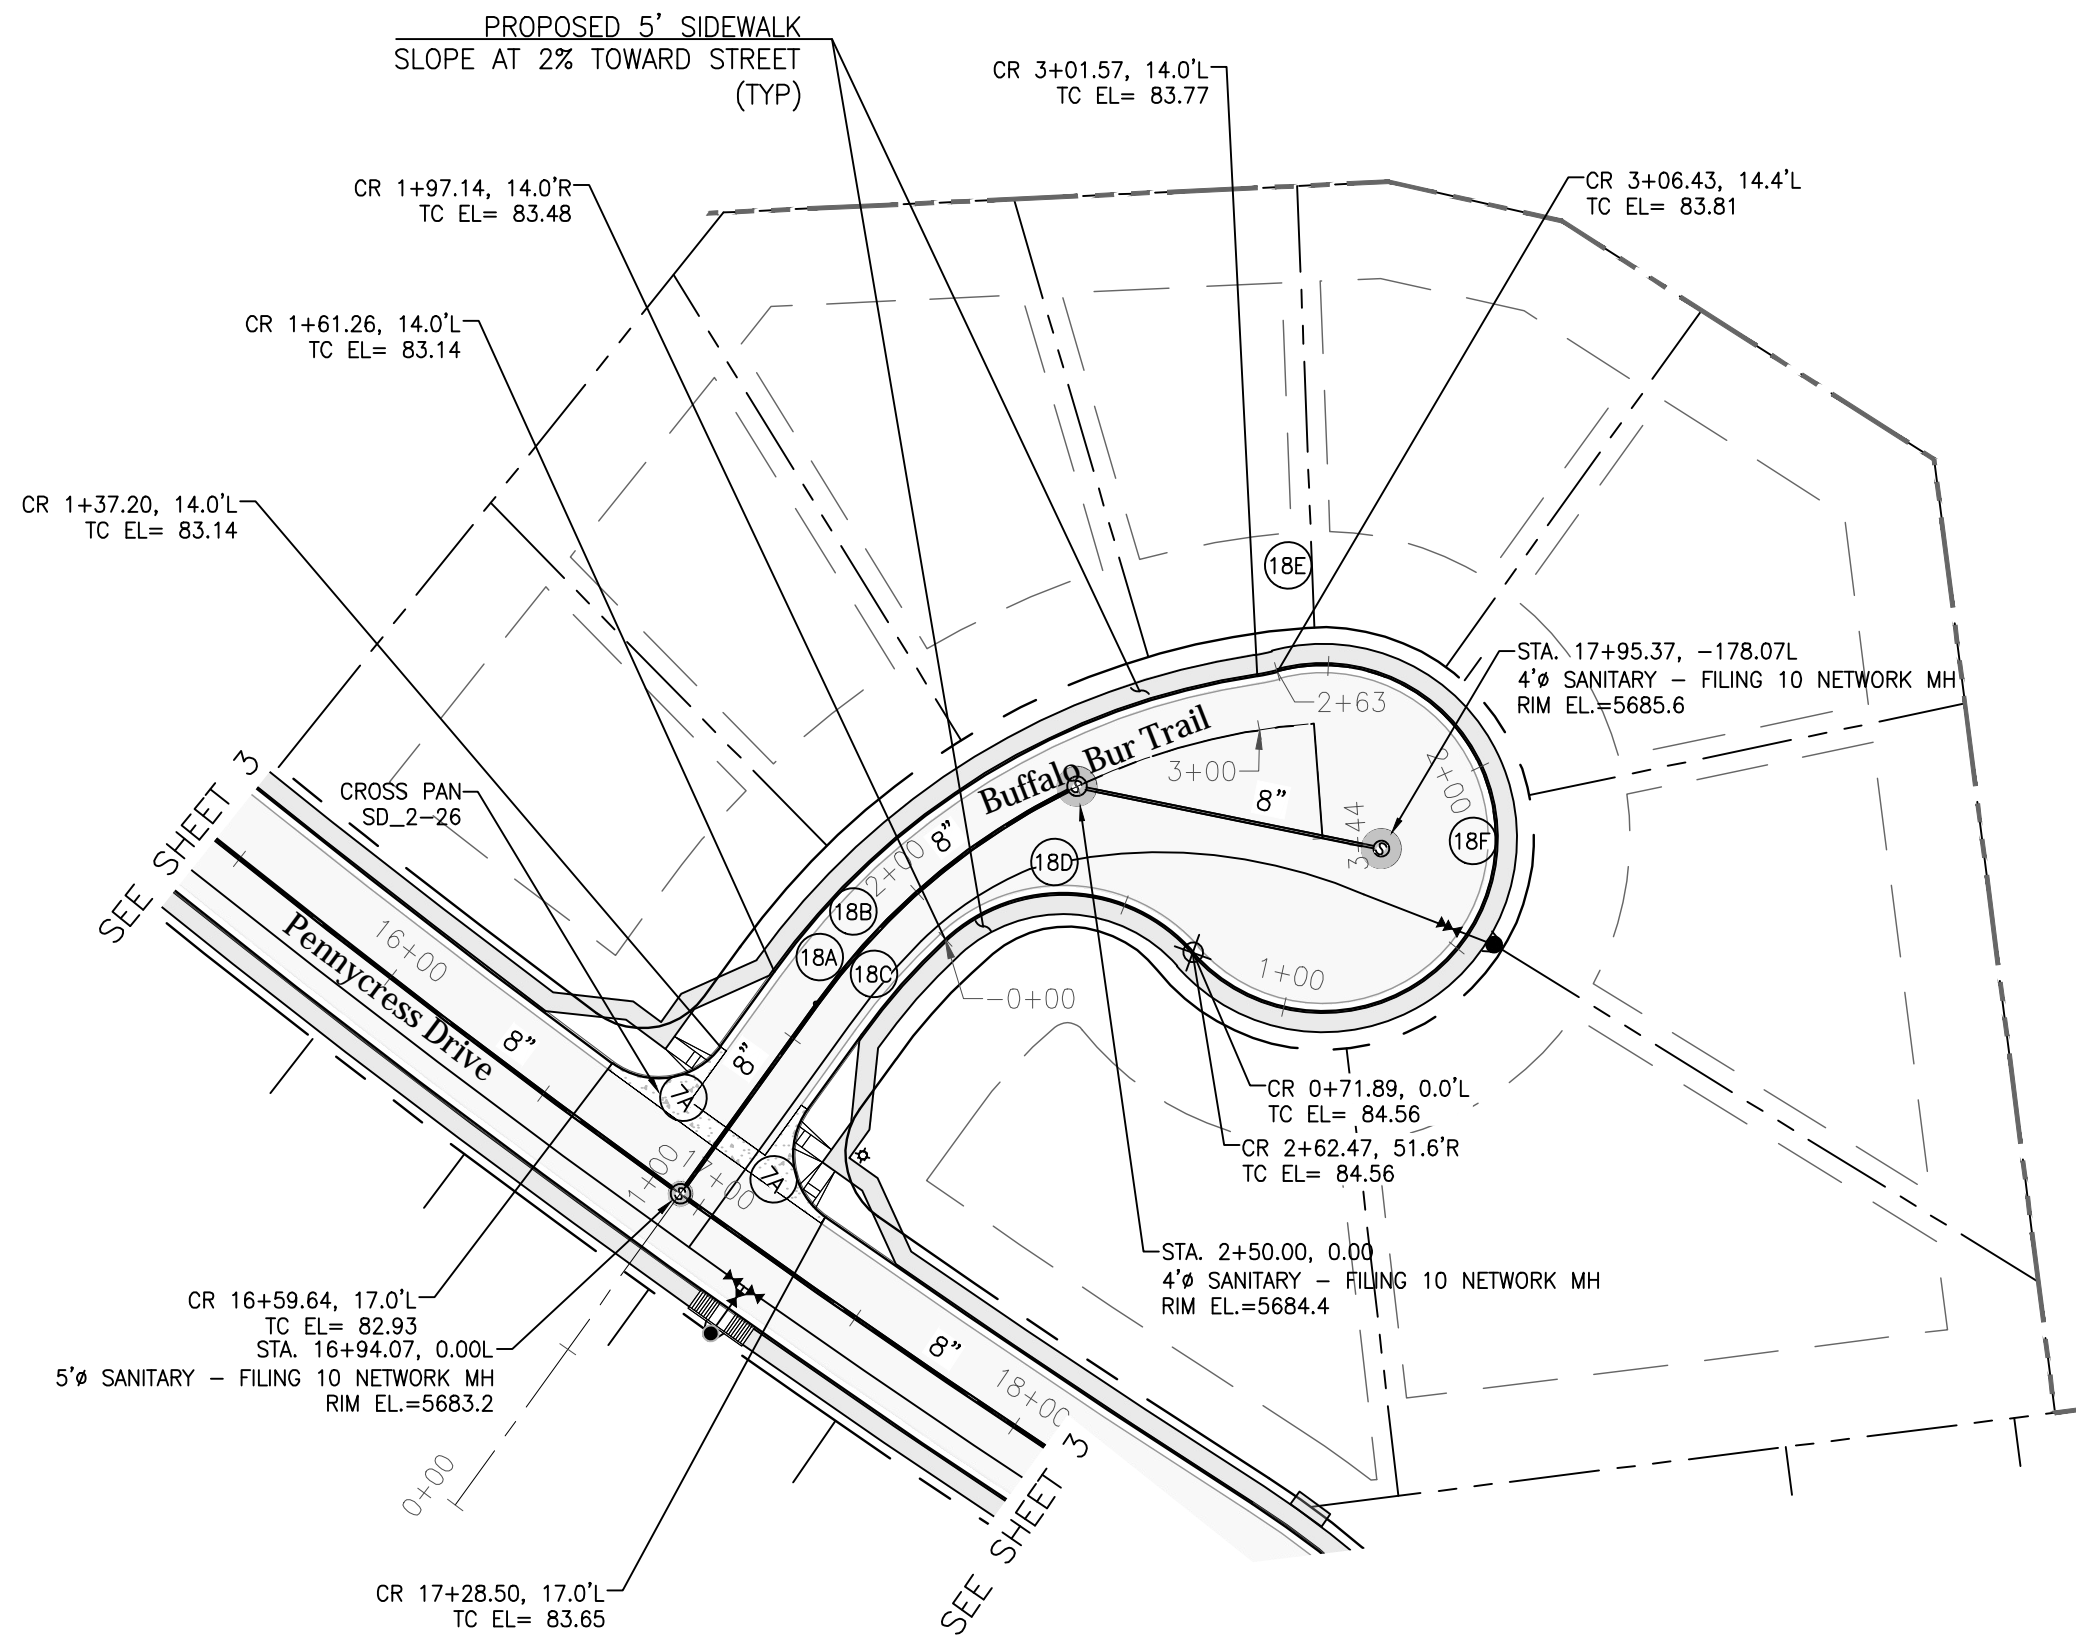 PROPOSED 5' SIDEWALK
SLOPE AT 2% TOWARD STREET
(TYP)
CR 3+01.57, 14.0'L
TC EL= 83.77
CR 1+97.14, 14.0'R
TC EL= 83.48
CR 3+06.43, 14.4'L
TC EL= 83.81
CR 1+61.26, 14.0'L
TC EL= 83.14
CR 1+37.20, 14.0'L
TC EL= 83.14
18E
STA. 17+95.37, -178.07L
4'ø SANITARY - FILING 10 NETWORK MH
RIM EL.=5685.6
2+63
Buffalo Bur Trail
3+00
8"
2+00
3+44
18F
CROSS PAN
SD_2-26
SEE SHEET 3
8"
2+00
18D
18B
18A
18C
Pennycress Drive
16+00
8"
8"
-0+00
1+00
7A
7A
CR 0+71.89, 0.0'L
TC EL= 84.56
CR 2+62.47, 51.6'R
TC EL= 84.56
1+00
17+00
STA. 2+50.00, 0.00
4'ø SANITARY - FILING 10 NETWORK MH
RIM EL.=5684.4
CR 16+59.64, 17.0'L
TC EL= 82.93
STA. 16+94.07, 0.00L
5'ø SANITARY - FILING 10 NETWORK MH
RIM EL.=5683.2
8"
18+00
0+00
SEE SHEET 3
CR 17+28.50, 17.0'L
TC EL= 83.65